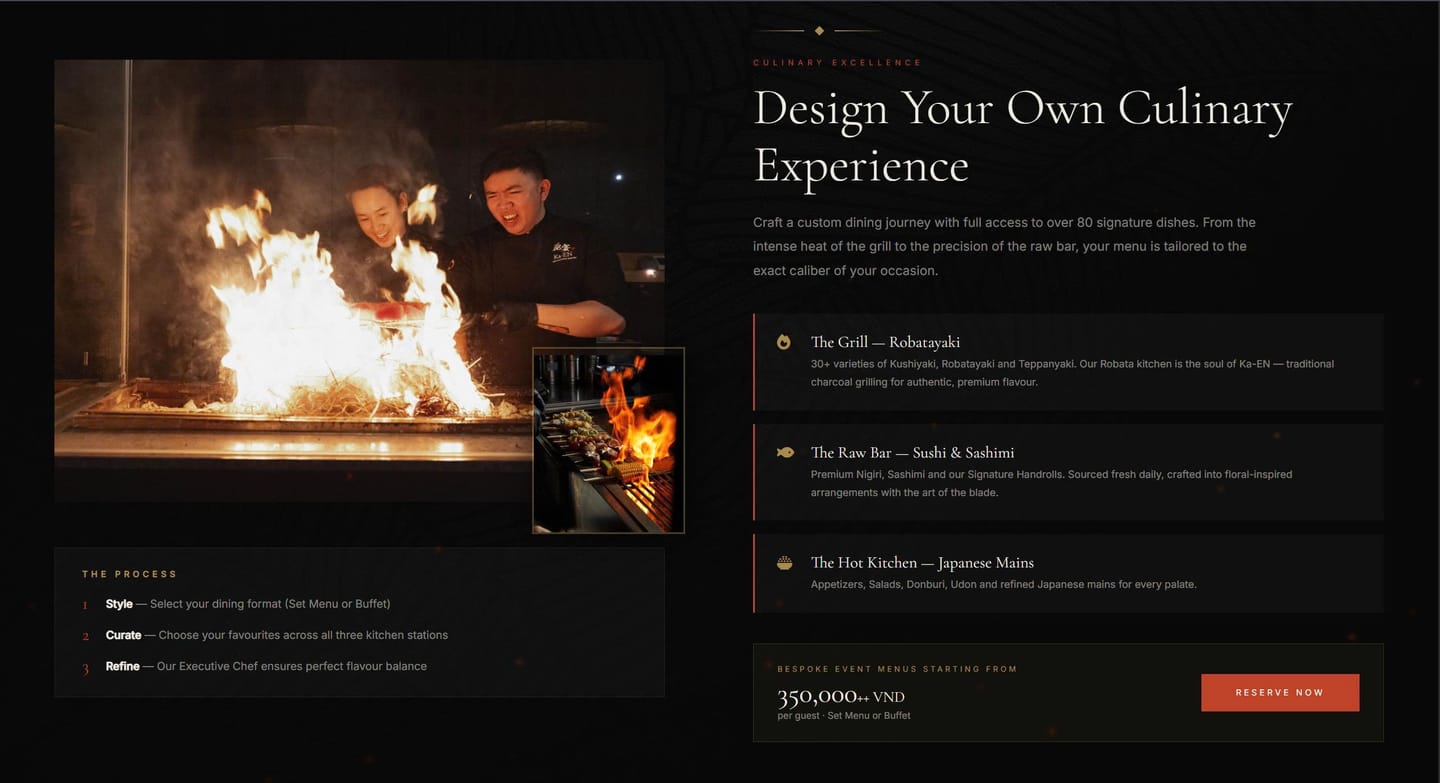 CULINARY EXCELLENCE
Design Your Own Culinary
Experience
Craft a custom dining journey with full access to over 80 signature dishes. From the
intense heat of the grill to the precision of the raw bar, your menu is tailored to the
exact caliber of your occasion.
Ka-EN
The Grill — Robatayaki
30+ varieties of Kushiyaki, Robatayaki and Teppanyaki. Our Robata kitchen is the soul of Ka-EN — traditional
charcoal grilling for authentic, premium flavour.
The Raw Bar — Sushi & Sashimi
Premium Nigiri, Sashimi and our Signature Handrolls. Sourced fresh daily, crafted into floral-inspired
arrangements with the art of the blade.
The Hot Kitchen — Japanese Mains
Appetizers, Salads, Donburi, Udon and refined Japanese mains for every palate.
THE PROCESS
1 Style — Select your dining format (Set Menu or Buffet)
2 Curate — Choose your favourites across all three kitchen stations
3 Refine — Our Executive Chef ensures perfect flavour balance
BESPOKE EVENT MENUS STARTING FROM
350,000++ VND
per guest · Set Menu or Buffet
RESERVE NOW